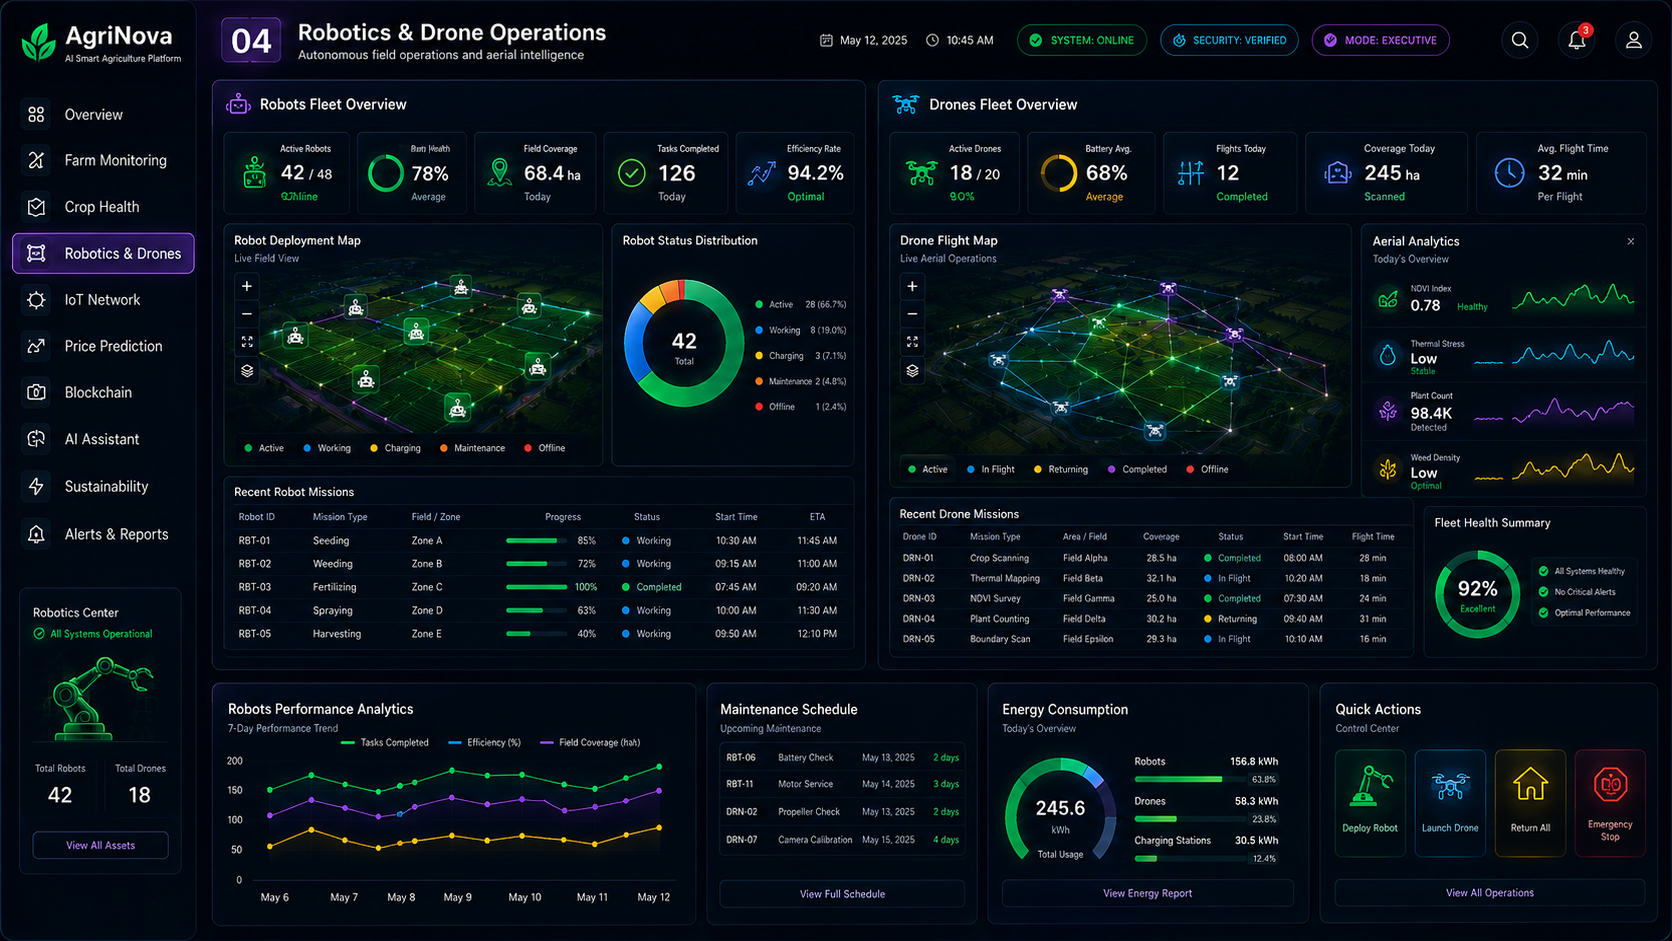 AgriNova
AI Smart Agriculture Platform
04
Robotics & Drone Operations
Autonomous field operations and aerial intelligence
May 12, 2025
10:45 AM
SYSTEM: ONLINE
SECURITY: VERIFIED
MODE: EXECUTIVE
3
Overview
Farm Monitoring
Crop Health
Robotics & Drones
IoT Network
Price Prediction
Blockchain
AI Assistant
Sustainability
Alerts & Reports
Robotics Center
All Systems Operational
Total Robots
Total Drones
42
18
View All Assets
Robots Fleet Overview
Active Robots
42 / 48
78%
Average
Field Coverage
68.4 ha
Today
Tasks Completed
126
Today
Efficiency Rate
94.2%
Optimal
Robot Deployment Map
Live Field View
+
−
Active
Working
Charging
Maintenance
Offline
Robot Status Distribution
42
Total
Active 28 (66.7%)
Working 8 (19.0%)
Charging 3 (7.1%)
Maintenance 2 (4.8%)
Offline 1 (2.4%)
Recent Robot Missions
Robot ID Mission Type Field / Zone Progress Status Start Time ETA
RBT-01 Seeding Zone A 85% Working 10:30 AM 11:45 AM
RBT-02 Weeding Zone B 72% Working 09:15 AM 11:00 AM
RBT-03 Fertilizing Zone C 100% Completed 07:45 AM 09:20 AM
RBT-04 Spraying Zone D 63% Working 10:00 AM 11:30 AM
RBT-05 Harvesting Zone E 40% Working 09:50 AM 12:10 PM
Drones Fleet Overview
Active Drones
18 / 20
90%
Battery Avg.
68%
Average
Flights Today
12
Completed
Coverage Today
245 ha
Scanned
Avg. Flight Time
32 min
Per Flight
Drone Flight Map
Live Aerial Operations
+
−
Active
In Flight
Returning
Completed
Offline
Aerial Analytics
×
Today's Overview
NDVI Index
0.78 Healthy
Thermal Stress
Low
Stable
Plant Count
98.4K
Detected
Weed Density
Low
Optimal
Recent Drone Missions
Drone ID Mission Type Area / Field Coverage Status Start Time Flight Time
DRN-01 Crop Scanning Field Alpha 28.5 ha Completed 08:00 AM 28 min
DRN-02 Thermal Mapping Field Beta 32.1 ha In Flight 10:20 AM 18 min
DRN-03 NDVI Survey Field Gamma 25.0 ha Completed 07:30 AM 24 min
DRN-04 Plant Counting Field Delta 30.2 ha Returning 09:40 AM 31 min
DRN-05 Boundary Scan Field Epsilon 29.3 ha In Flight 10:10 AM 16 min
Fleet Health Summary
92%
Excellent
All Systems Healthy
No Critical Alerts
Optimal Performance
Robots Performance Analytics
7-Day Performance Trend
Tasks Completed
Efficiency (%)
Field Coverage
200
150
100
50
0
May 6 May 7 May 8 May 9 May 10 May 11 May 12
Maintenance Schedule
Upcoming Maintenance
RBT-06 Battery Check May 13, 2025 2 days
RBT-11 Motor Service May 14, 2025 3 days
DRN-02 Propeller Check May 13, 2025 2 days
DRN-07 Camera Calibration May 15, 2025 4 days
View Full Schedule
Energy Consumption
Today's Overview
245.6
kWh
Total Usage
Robots 156.8 kWh
63.8%
Drones 58.3 kWh
23.8%
Charging Stations 30.5 kWh
12.4%
View Energy Report
Quick Actions
Control Center
Deploy Robot
Launch Drone
Return All
Emergency
Stop
View All Operations